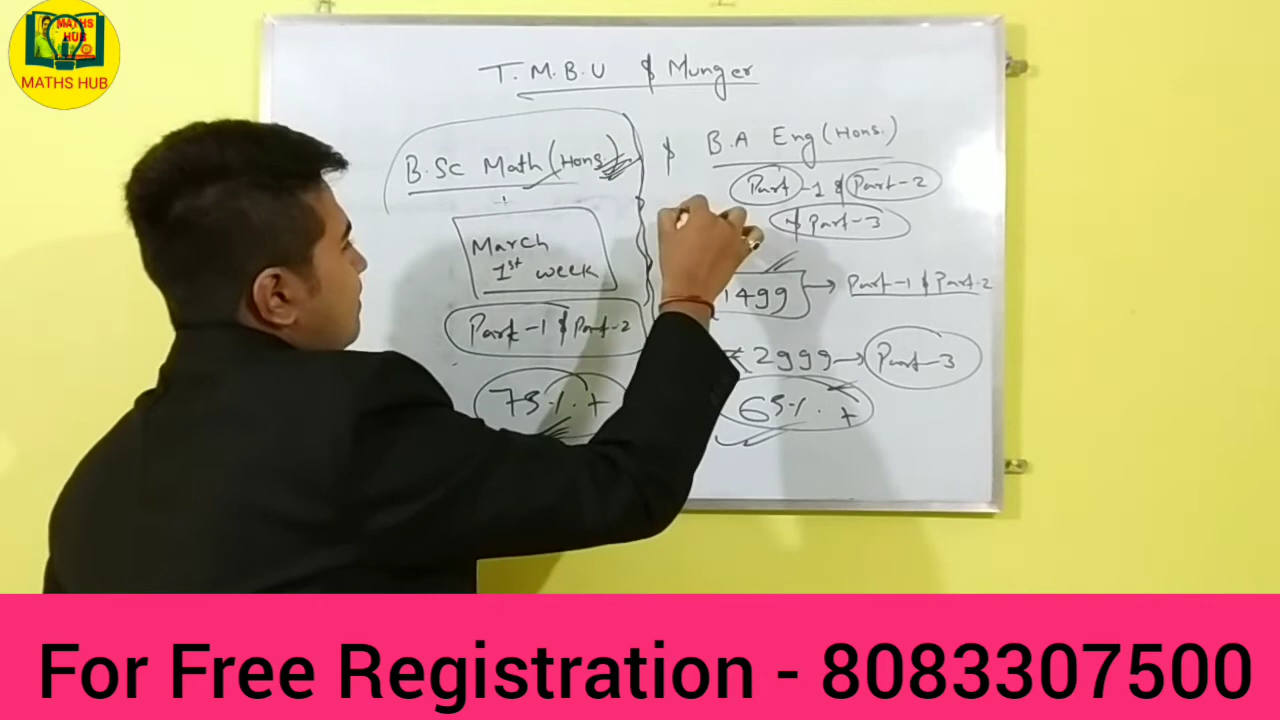 MATHS
HUB
MATHS HUB
T.M.B.U & Munger
B.Sc Math (Hons.) & B.A Eng (Hons.)
Part-1 & Part-2
& Part-3
March
1st week
1499 → Part-1 & Part-2
Part-1 & Part-2
₹ 2999 → Part-3
75% +
65% +
For Free Registration - 8083307500